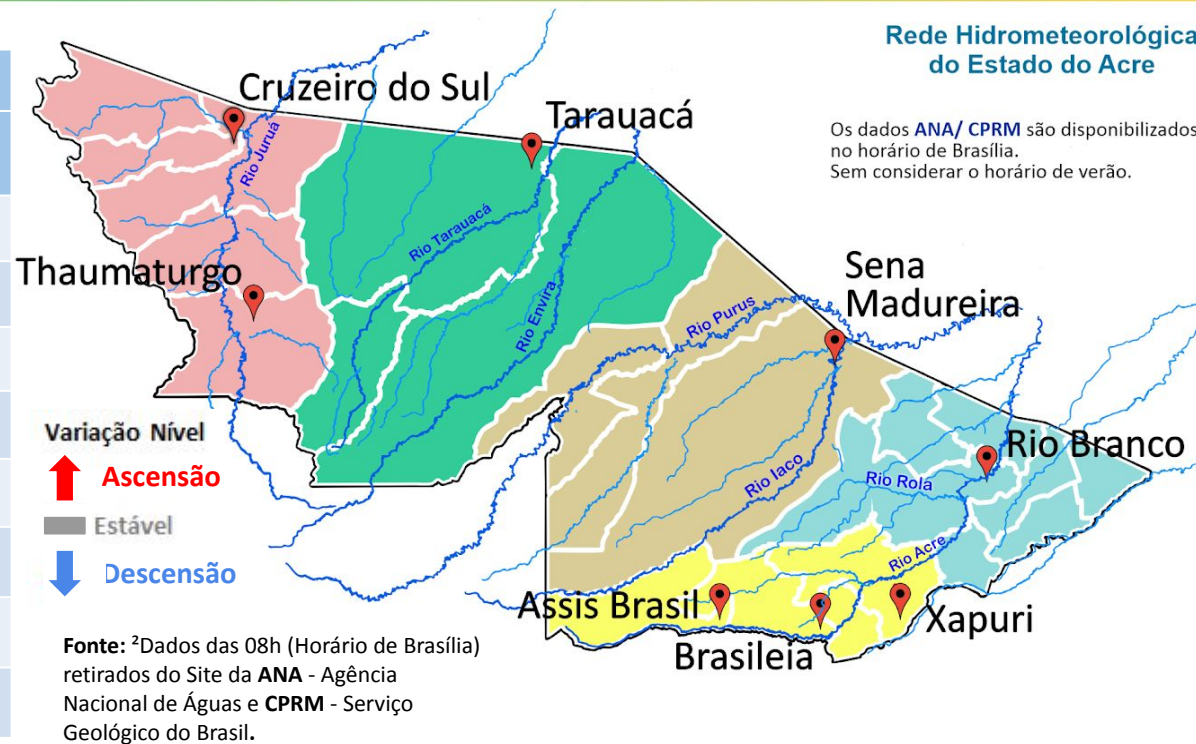 Rede Hidrometeorológica
do Estado do Acre
Os dados ANA/ CPRM são disponibilizados
no horário de Brasília.
Sem considerar o horário de verão.
Cruzeiro do Sul
Tarauacá
Rio Juruá
Rio Tarauacá
Thaumaturgo
Rio Envira
Sena
Madureira
Rio Purus
Variação Nível
Ascensão
Estável
Descensão
Rio Branco
Rio Iaco
Rio Rola
Rio Acre
Assis Brasil
Brasileia
Xapuri
Fonte: ²Dados das 08h (Horário de Brasília)
retirados do Site da ANA - Agência
Nacional de Águas e CPRM - Serviço
Geológico do Brasil.